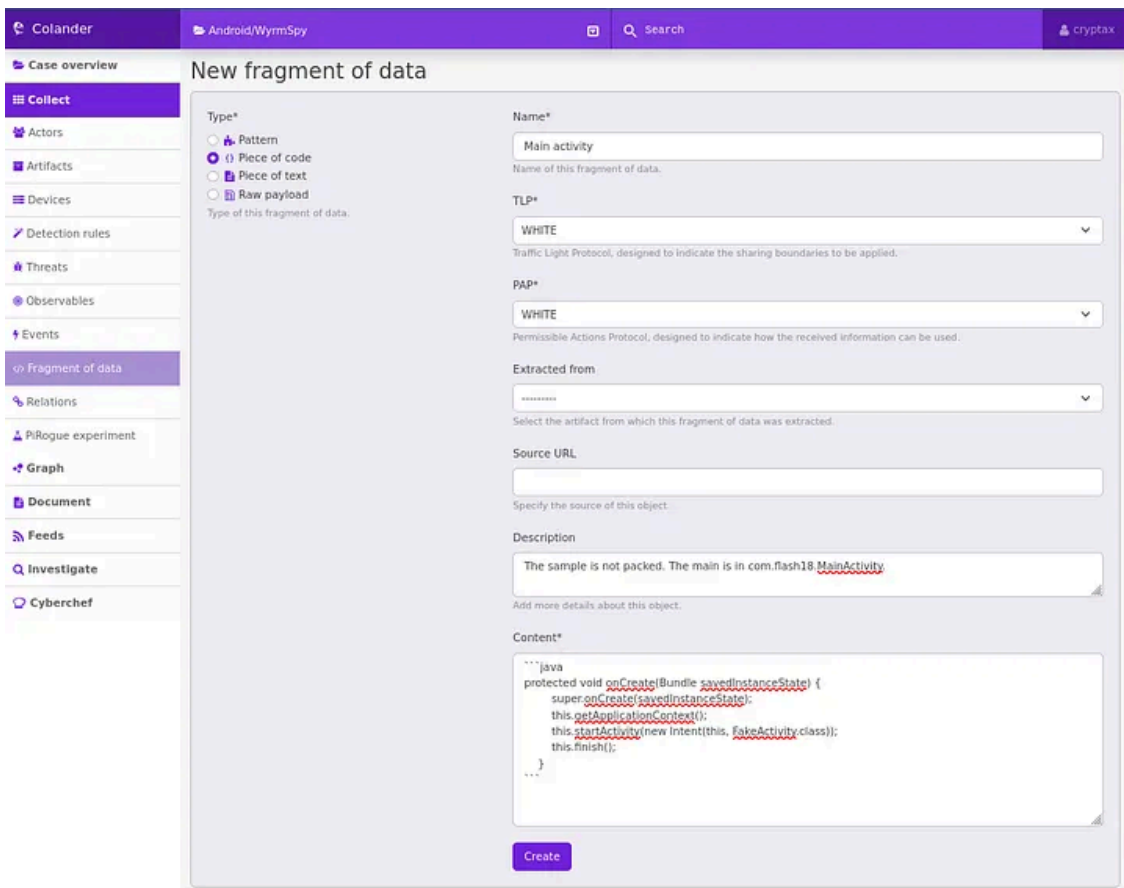 Colander
Android/WyrmSpy
Search
cryptax
Case overview
Collect
Actors
Artifacts
Devices
Detection rules
Threats
Observables
Events
Fragment of data
Relations
PiRogue experiment
Graph
Document
Feeds
Investigate
Cyberchef
New fragment of data
Type*
Pattern
Piece of code
Piece of text
Raw payload
Type of this fragment of data.
Name*
Main activity
Name of this fragment of data.
TLP*
WHITE
Traffic Light Protocol, designed to indicate the sharing boundaries to be applied.
PAP*
WHITE
Permissible Actions Protocol, designed to indicate how the received information can be used.
Extracted from
---------
Select the artifact from which this fragment of data was extracted.
Source URL
Specify the source of this object
Description
The sample is not packed. The main is in com.flash18.MainActivity.
Add more details about this object.
Content*
```java
protected void onCreate(Bundle savedInstanceState) {
super.onCreate(savedInstanceState);
this.getApplicationContext();
this.startActivity(new Intent(this, FakeActivity.class));
this.finish();
}
```
Create